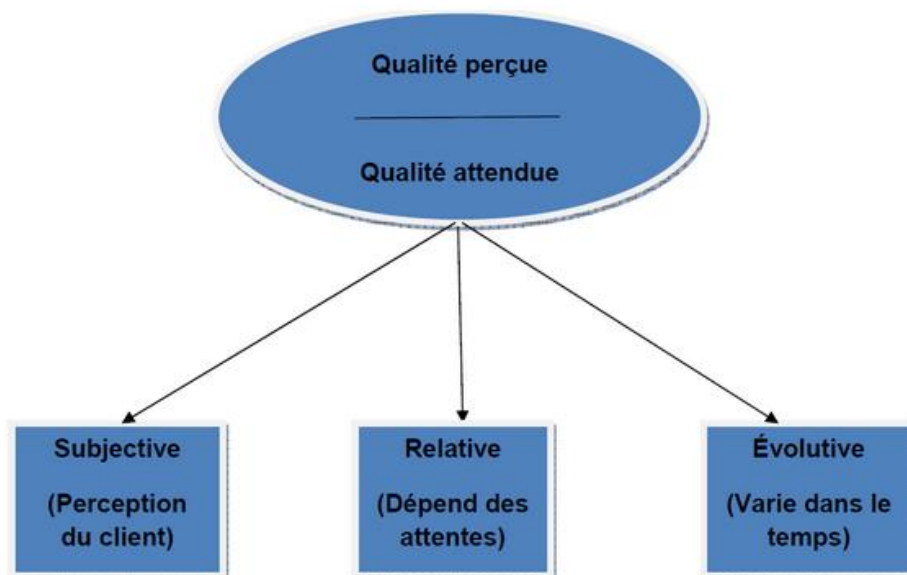 Qualité perçue
Qualité attendue
Subjective
(Perception
du client)
Relative
(Dépend des
attentes)
Évolutive
(Varie dans le
temps)